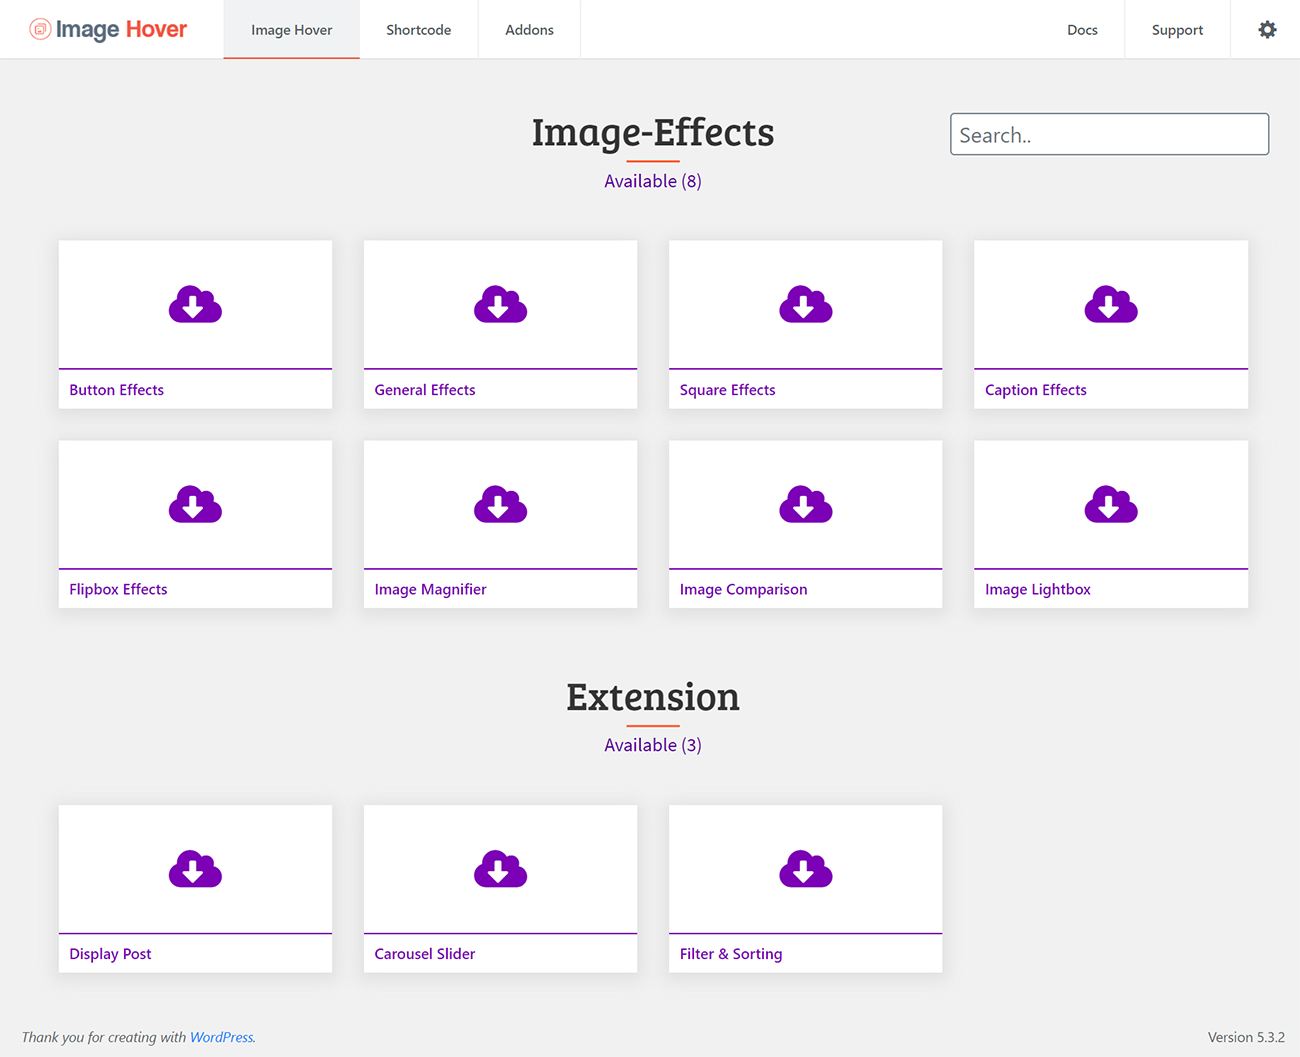 Image Hover
Image Hover
Shortcode
Addons
Docs
Support
Image-Effects
Search..
Available (8)
Button Effects
General Effects
Square Effects
Caption Effects
Flipbox Effects
Image Magnifier
Image Comparison
Image Lightbox
Extension
Available (3)
Display Post
Carousel Slider
Filter & Sorting
Thank you for creating with WordPress.
Version 5.3.2